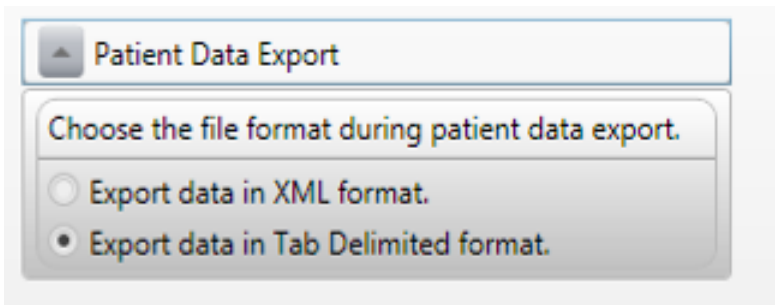 Patient Data Export
Choose the file format during patient data export.
Export data in XML format.
Export data in Tab Delimited format.